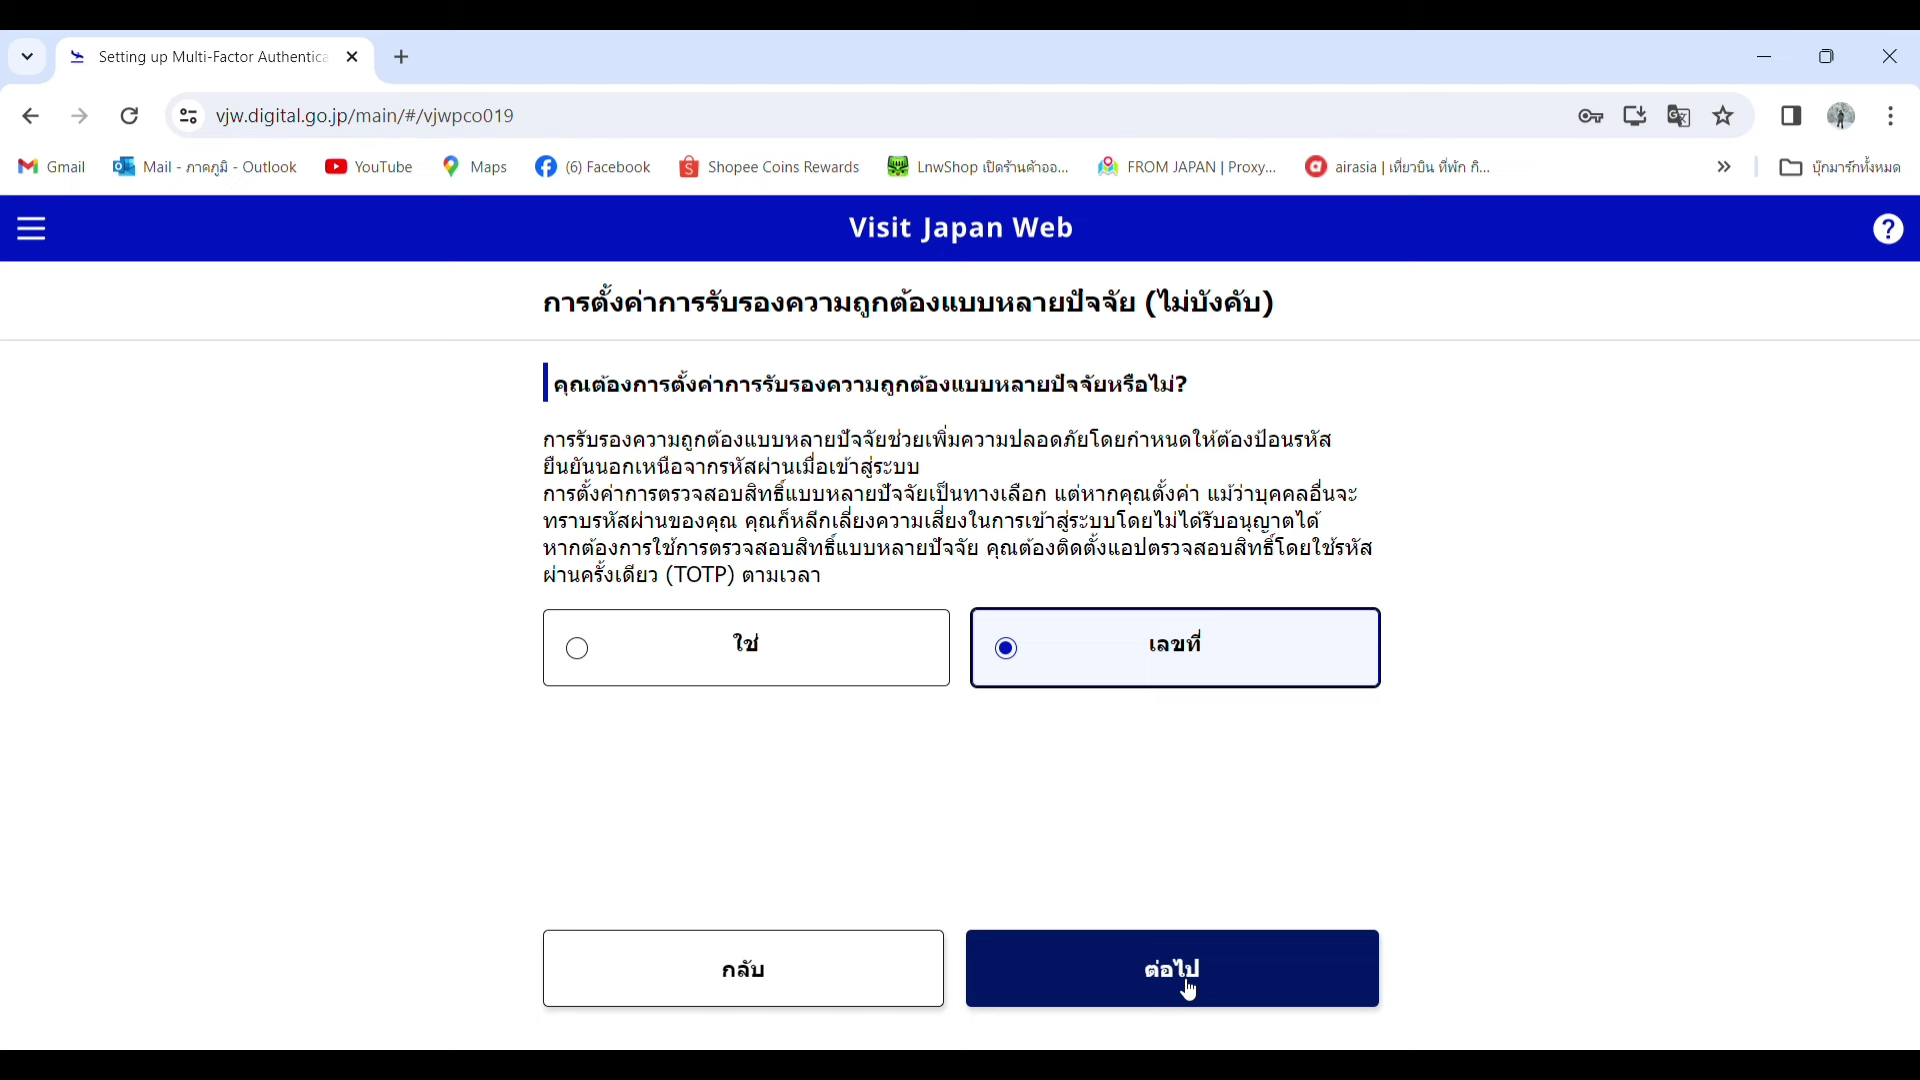 Setting up Multi-Factor Authentica
vjw.digital.go.jp/main/#/vjwpco019
Gmail
Mail - ภาคภูมิ - Outlook
YouTube
Maps
(6) Facebook
Shopee Coins Rewards
LnwShop เปิดร้านค้าออ...
FROM JAPAN | Proxy...
airasia | เที่ยวบิน ที่พัก กิ...
บุ๊กมาร์กทั้งหมด
Visit Japan Web
?
การตั้งค่าการรับรองความถูกต้องแบบหลายปัจจัย (ไม่บังคับ)
คุณต้องการตั้งค่าการรับรองความถูกต้องแบบหลายปัจจัยหรือไม่?
การรับรองความถูกต้องแบบหลายปัจจัยช่วยเพิ่มความปลอดภัยโดยกำหนดให้ต้องป้อนรหัส
ยืนยันนอกเหนือจากรหัสผ่านเมื่อเข้าสู่ระบบ
การตั้งค่าการตรวจสอบสิทธิ์แบบหลายปัจจัยเป็นทางเลือก แต่หากคุณตั้งค่า แม้ว่าบุคคลอื่นจะ
ทราบรหัสผ่านของคุณ คุณก็หลีกเลี่ยงความเสี่ยงในการเข้าสู่ระบบโดยไม่ได้รับอนุญาตได้
หากต้องการใช้การตรวจสอบสิทธิ์แบบหลายปัจจัย คุณต้องติดตั้งแอปตรวจสอบสิทธิ์โดยใช้รหัส
ผ่านครั้งเดียว (TOTP) ตามเวลา
ใช่
เลขที่
กลับ
ต่อไป